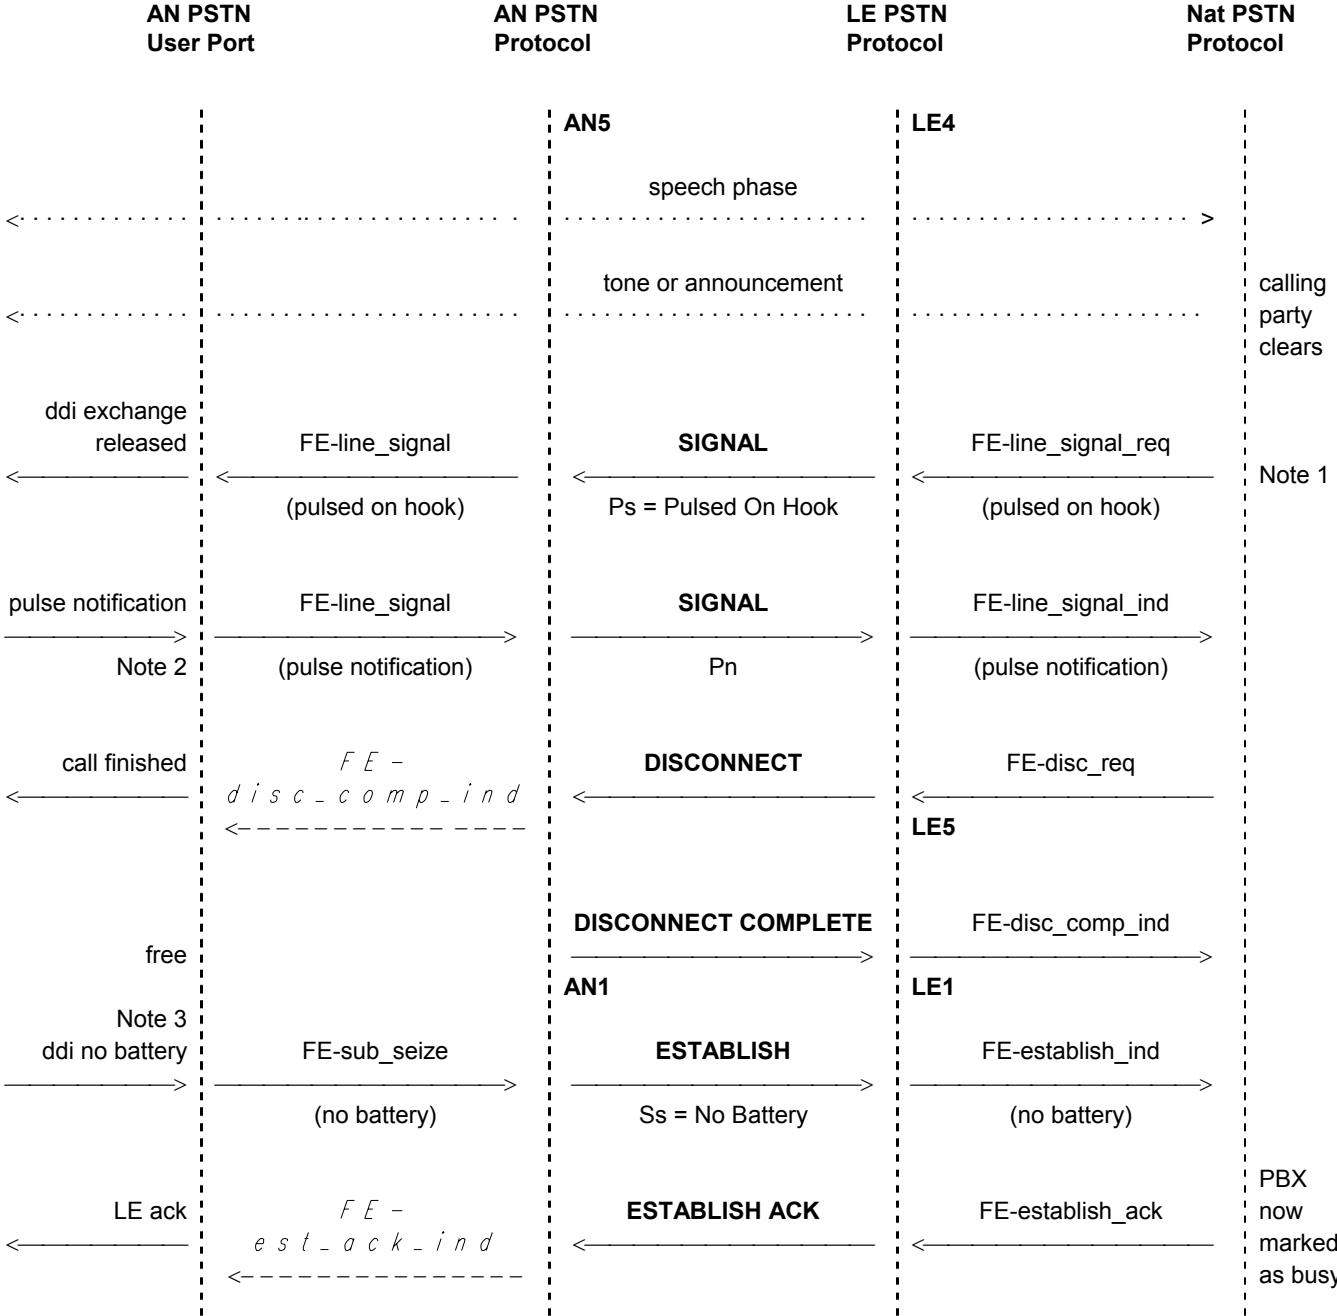 AN PSTN AN PSTN LE PSTN Nat PSTN
User Port Protocol Protocol Protocol
AN5 LE4
speech phase
tone or announcement calling
party
clears
ddi exchange
released FE-line_signal SIGNAL FE-line_signal_req
Note 1
(pulsed on hook) Ps = Pulsed On Hook (pulsed on hook)
pulse notification FE-line_signal SIGNAL FE-line_signal_ind
Note 2 (pulse notification) Pn (pulse notification)
call finished FE- DISCONNECT FE-disc_req
disc_comp_ind
LE5
DISCONNECT COMPLETE FE-disc_comp_ind
free
AN1 LE1
Note 3
ddi no battery FE-sub_seize ESTABLISH FE-establish_ind
(no battery) Ss = No Battery (no battery)
PBX
LE ack FE- ESTABLISH ACK FE-establish_ack now
est_ack_ind marked
as busy